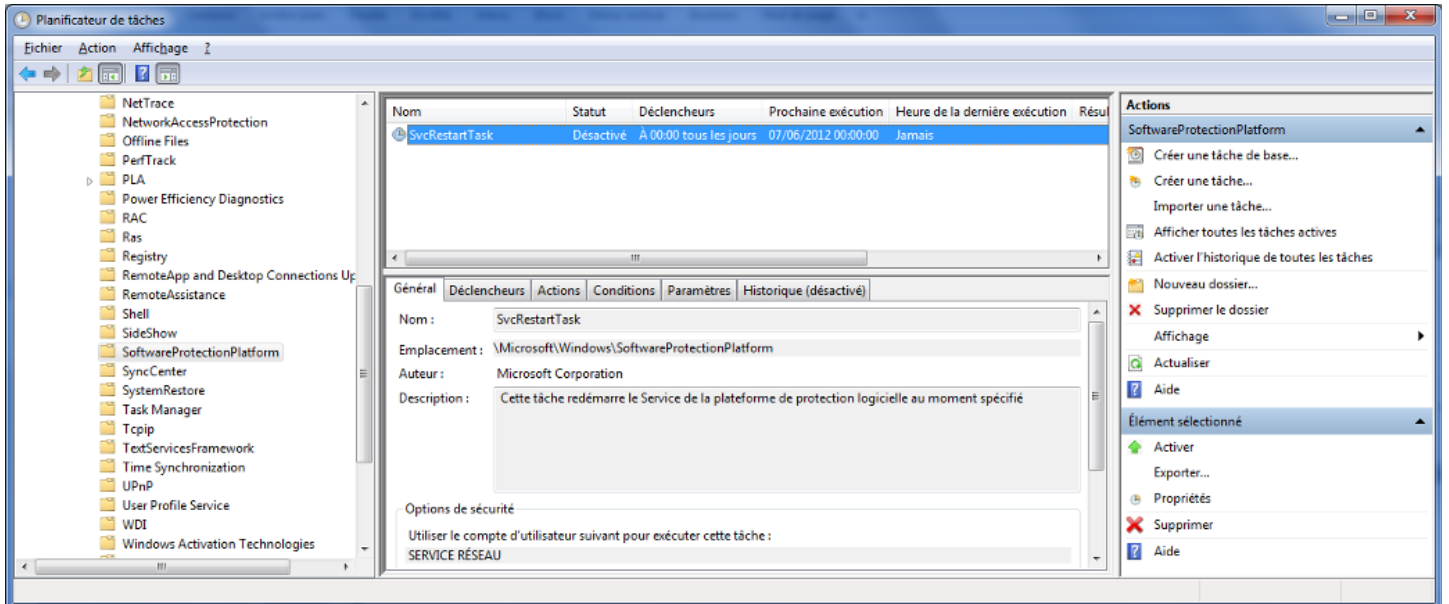 Planificateur de tâches
Fichier Action Affichage ?
NetTrace
NetworkAccessProtection
Offline Files
PerfTrack
PLA
Power Efficiency Diagnostics
RAC
Ras
Registry
RemoteApp and Desktop Connections Up
RemoteAssistance
Shell
SideShow
SoftwareProtectionPlatform
SyncCenter
SystemRestore
Task Manager
Tcpip
TextServicesFramework
Time Synchronization
UPnP
User Profile Service
WDI
Windows Activation Technologies
Nom Statut Déclencheurs Prochaine exécution Heure de la dernière exécution Résul
SvcRestartTask Désactivé À 00:00 tous les jours 07/06/2012 00:00:00 Jamais
Général Déclencheurs Actions Conditions Paramètres Historique (désactivé)
Nom : SvcRestartTask
Emplacement : \Microsoft\Windows\SoftwareProtectionPlatform
Auteur : Microsoft Corporation
Description : Cette tâche redémarre le Service de la plateforme de protection logicielle au moment spécifié
Options de sécurité
Utiliser le compte d'utilisateur suivant pour exécuter cette tâche :
SERVICE RÉSEAU
Actions
SoftwareProtectionPlatform
Créer une tâche de base...
Créer une tâche...
Importer une tâche...
Afficher toutes les tâches actives
Activer l'historique de toutes les tâches
Nouveau dossier...
Supprimer le dossier
Affichage
Actualiser
Aide
Élément sélectionné
Activer
Exporter...
Propriétés
Supprimer
Aide